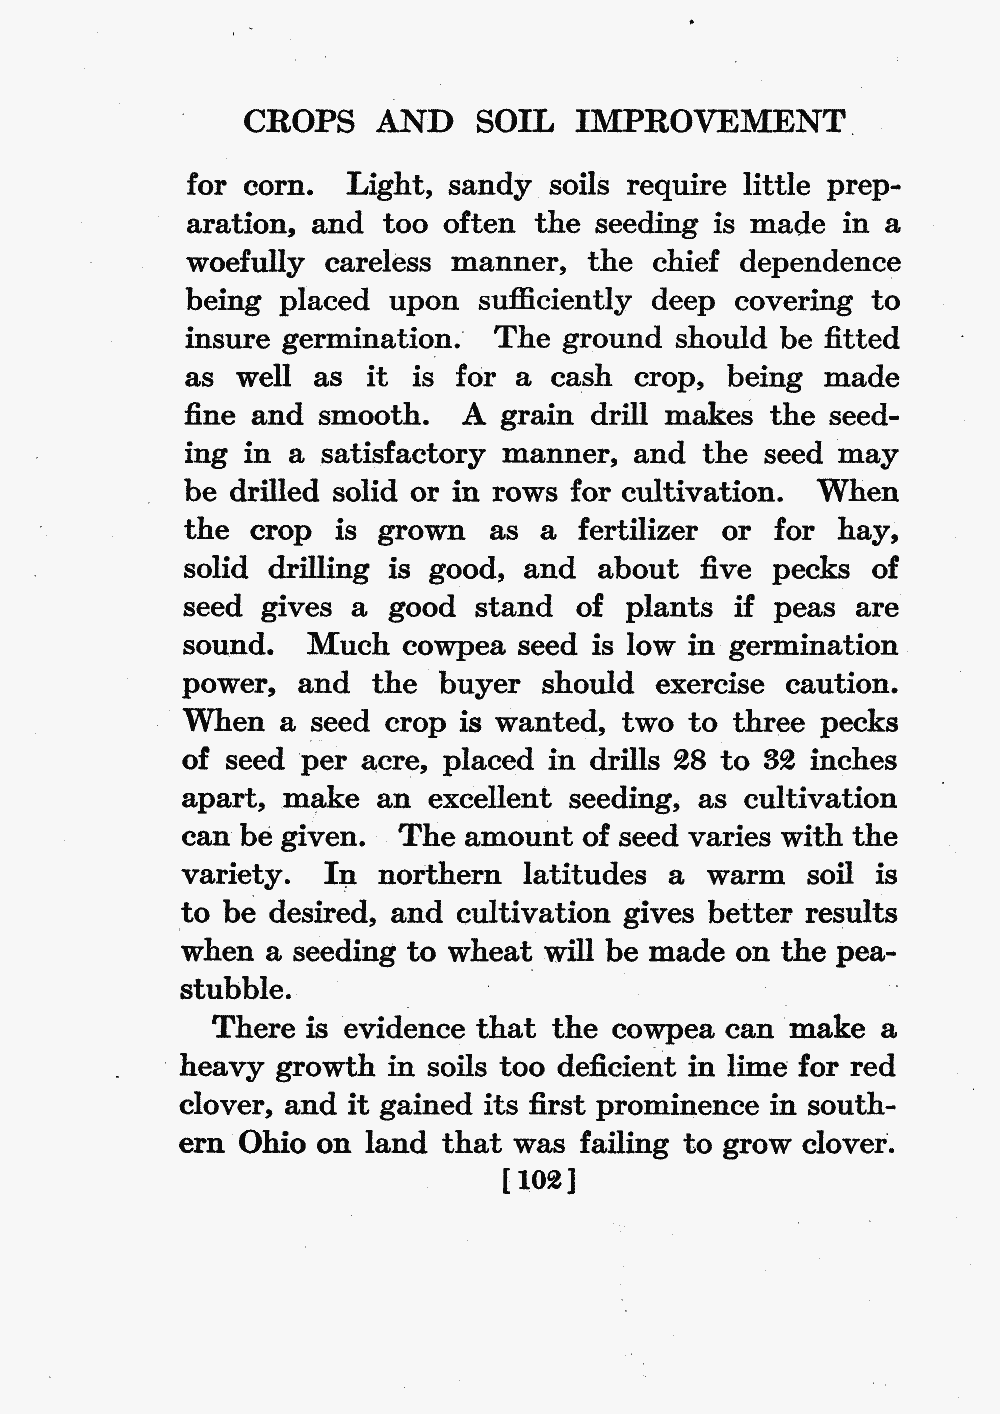 CROPS AND SOIL IMPROVEMENT
for corn. Light, sandy soils require little prep-
aration, and too often the seeding is made in a
woefully careless manner, the chief dependence
being placed upon sufficiently deep covering to
insure germination. The ground should be fitted
as well as it is for a cash crop, being made
fine and smooth. A grain drill makes the seed-
ing in a satisfactory manner, and the seed may
be drilled solid or in rows for cultivation. When
the crop is grown as a fertilizer or for hay,
solid drilling is good, and about five pecks of
seed gives a good stand of plants if peas are
sound. Much cowpea seed is low in germination
power, and the buyer should exercise caution.
When a seed crop is wanted, two to three pecks
of seed per acre, placed in drills 28 to 32 inches
apart, make an excellent seeding, as cultivation
can be given. The amount of seed varies with the
variety. In northern latitudes a warm soil is
to be desired, and cultivation gives better results
when a seeding to wheat will be made on the pea-
stubble.
There is evidence that the cowpea can make a
heavy growth in soils too deficient in lime for red
clover, and it gained its first prominence in south-
ern Ohio on land that was failing to grow clover.
[102]